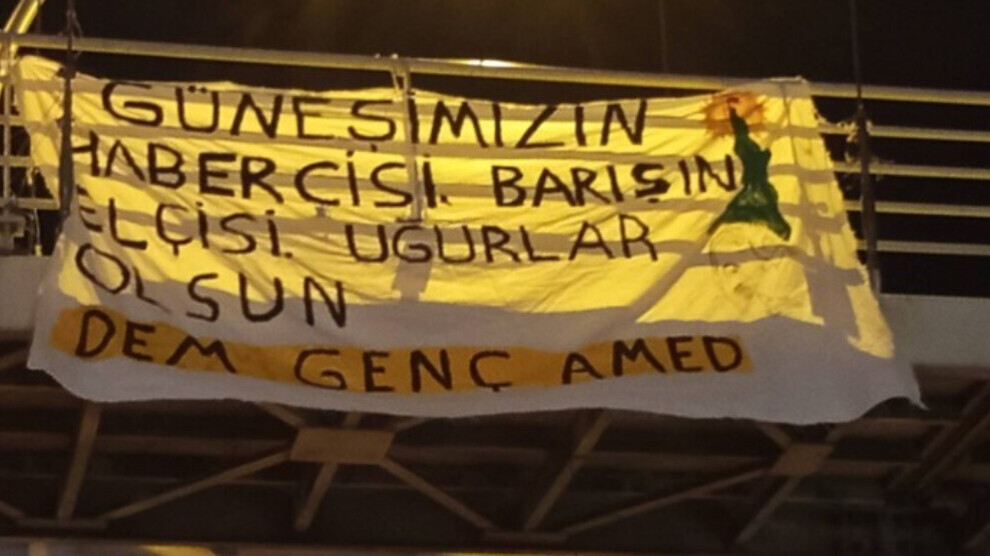 GÜNEŞİMİZİN
HABERCİSİ. BARIŞIN
ELÇİSİ. UĞURLAR
OLSUN
DEM GENÇ AMED